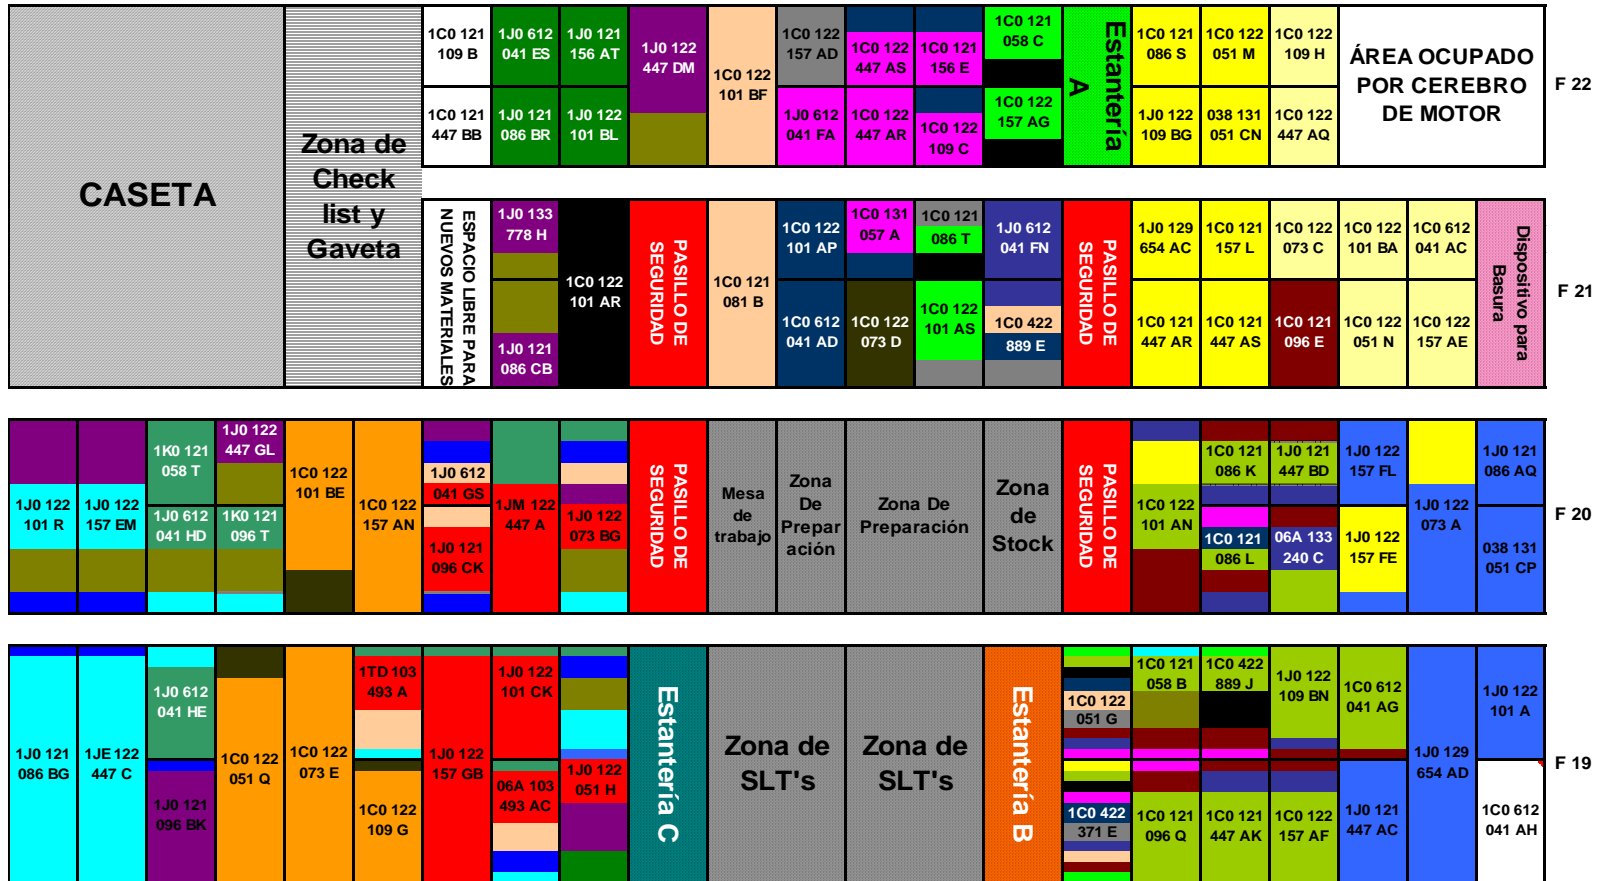 CASETA
Zona de
Check
list y
Gaveta
1C0 121
109 B
1J0 612
041 ES
1J0 121
156 AT
1J0 122
447 DM
1C0 122
101 BF
1C0 122
157 AD
1C0 122
447 AS
1C0 121
156 E
1C0 121
058 C
Estantería
A
1C0 121
086 S
1C0 122
051 M
1C0 122
109 H
ÁREA OCUPADO
POR CEREBRO
DE MOTOR
F 22
1C0 121
447 BB
1J0 121
086 BR
1J0 122
101 BL
1J0 612
041 FA
1C0 122
447 AR
1C0 122
109 C
1C0 122
157 AG
1J0 122
109 BG
038 131
051 CN
1C0 122
447 AQ
ESPACIO LIBRE PARA
NUEVOS MATERIALES
1J0 133
778 H
1C0 122
101 AR
PASILLO DE
SEGURIDAD
1C0 121
081 B
1C0 122
101 AP
1C0 131
057 A
1C0 121
086 T
1J0 612
041 FN
PASILLO DE
SEGURIDAD
1J0 129
654 AC
1C0 121
157 L
1C0 122
073 C
1C0 122
101 BA
1C0 612
041 AC
Dispositivo para
Basura
F 21
1J0 121
086 CB
1C0 612
041 AD
1C0 122
073 D
1C0 122
101 AS
1C0 422
889 E
1C0 121
447 AR
1C0 121
447 AS
1C0 121
096 E
1C0 122
051 N
1C0 122
157 AE
1J0 122
101 R
1J0 122
157 EM
1K0 121
058 T
1J0 122
447 GL
1C0 122
101 BE
1C0 122
157 AN
1J0 612
041 GS
1JM 122
447 A
1J0 122
073 BG
PASILLO DE
SEGURIDAD
Mesa
de
trabajo
Zona
De
Prepar
ación
Zona De
Preparación
Zona
de
Stock
PASILLO DE
SEGURIDAD
1C0 122
101 AN
1C0 121
086 K
1J0 121
447 BD
1J0 122
157 FL
1J0 122
073 A
1J0 121
086 AQ
F 20
1J0 612
041 HD
1K0 121
096 T
1J0 121
096 CK
1C0 121
086 L
06A 133
240 C
1J0 122
157 FE
038 131
051 CP
1J0 121
086 BG
1JE 122
447 C
1J0 612
041 HE
1C0 122
051 Q
1C0 122
073 E
1TD 103
493 A
1J0 122
157 GB
1J0 122
101 CK
Estantería C
Zona de
SLT's
Zona de
SLT's
Estantería B
1C0 122
051 G
1C0 121
058 B
1C0 422
889 J
1J0 122
109 BN
1C0 612
041 AG
1J0 129
654 AD
1J0 122
101 A
F 19
1J0 121
096 BK
1C0 122
109 G
06A 103
493 AC
1J0 122
051 H
1C0 422
371 E
1C0 121
096 Q
1C0 121
447 AK
1C0 122
157 AF
1J0 121
447 AC
1C0 612
041 AH